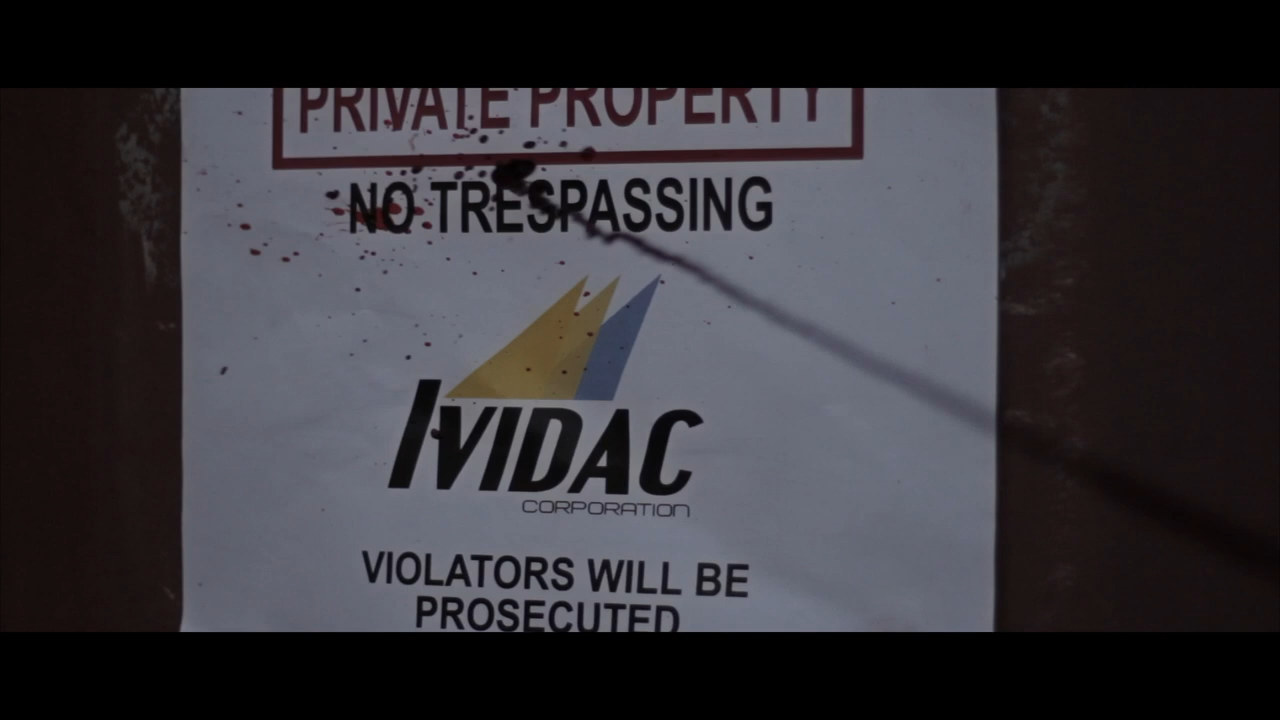 PRIVATE PROPERTY
NO TRESPASSING
IVIDAC
CORPORATION
VIOLATORS WILL BE
PROSECUTED